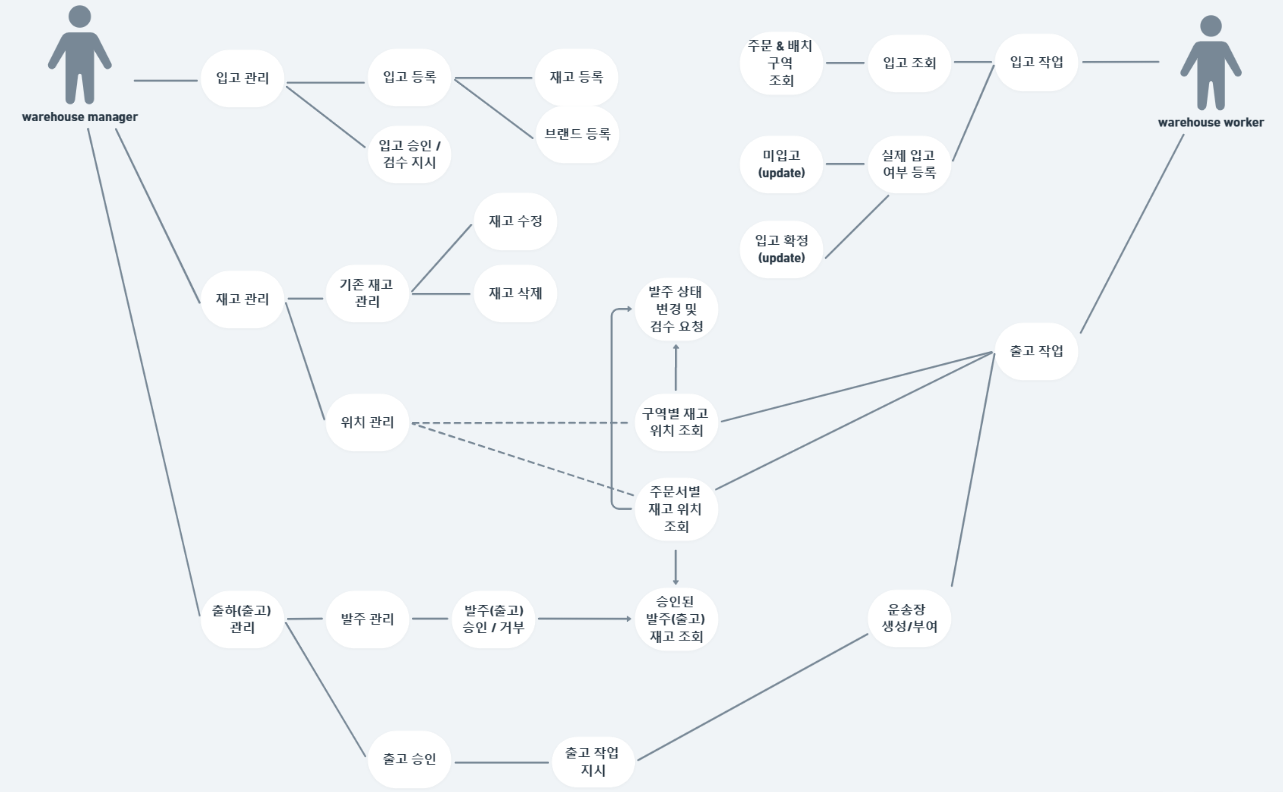 warehouse manager
입고 관리
입고 등록
재고 등록
브랜드 등록
입고 승인 /
검수 지시
주문 & 배치
구역
조회
입고 조회
입고 작업
warehouse worker
미입고
(update)
실제 입고
여부 등록
입고 확정
(update)
재고 수정
재고 관리
기존 재고
관리
재고 삭제
발주 상태
변경 및
검수 요청
출고 작업
위치 관리
구역별 재고
위치 조회
주문서별
재고 위치
조회
출하(출고)
관리
발주 관리
발주(출고)
승인 / 거부
승인된
발주(출고)
재고 조회
운송장
생성/부여
출고 승인
출고 작업
지시